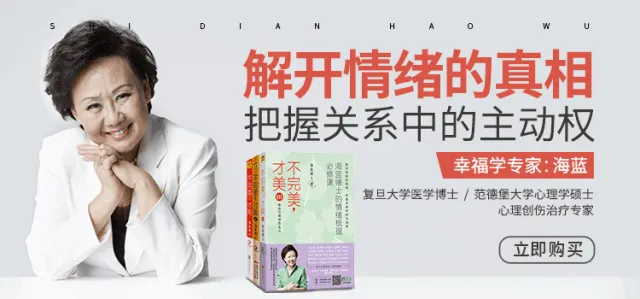 SHI DIAN HAO WU
解开情绪的真相
把握关系中的主动权
幸福学专家：海蓝
复旦大学医学博士 / 范德堡大学心理学硕士
心理创伤治疗专家
立即购买
不完美，
才美
海蓝博士的情绪梳理
必修课